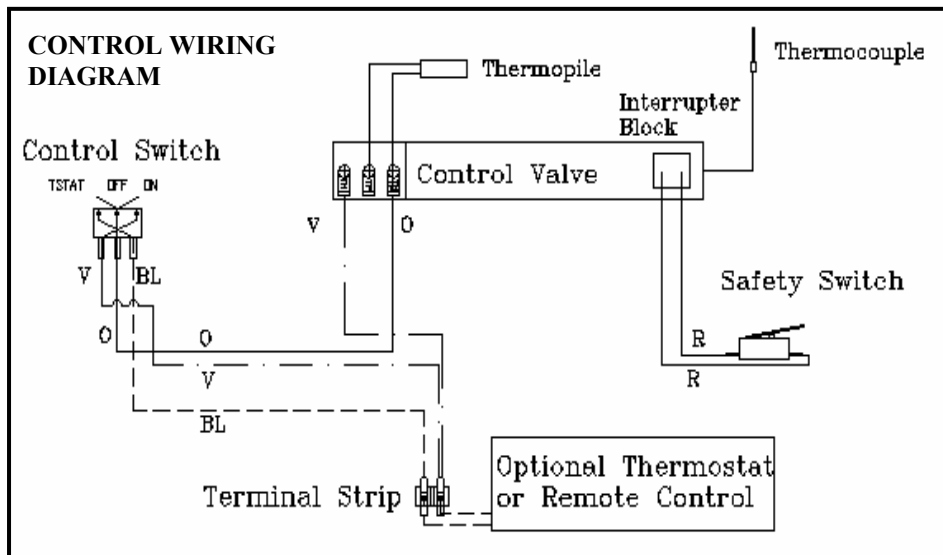 CONTROL WIRING
DIAGRAM
Thermopile
Thermocouple
Interrupter
Block
Control Switch
TSTAT OFF ON
Control Valve
V
O
V
BL
Safety Switch
O
O
R
V
R
BL
Optional Thermostat
or Remote Control
Terminal Strip